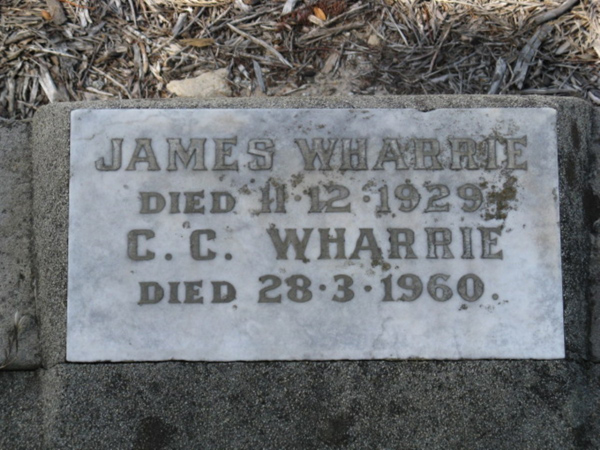 JAMES WHARRIE
DIED 11·12·1929
C.C. WHARRIE
DIED 28·3·1960.